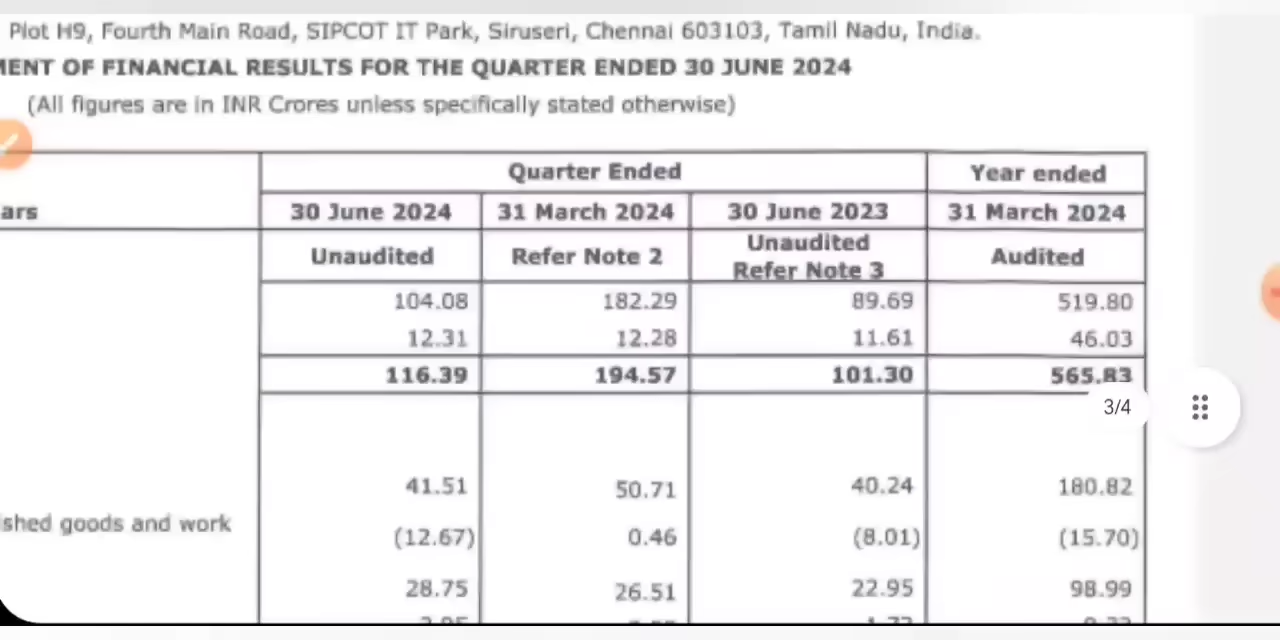 Plot H9, Fourth Main Road, SIPCOT IT Park, Siruseri, Chennai 603103, Tamil Nadu, India.
MENT OF FINANCIAL RESULTS FOR THE QUARTER ENDED 30 JUNE 2024
(All figures are in INR Crores unless specifically stated otherwise)
Quarter Ended Year ended
ars 30 June 2024 31 March 2024 30 June 2023 31 March 2024
Unaudited Refer Note 2 Unaudited Refer Note 3 Audited
104.08 182.29 89.69 519.80
12.31 12.28 11.61 46.03
116.39 194.57 101.30 565.83
3/4
41.51 50.71 40.24 180.82
ished goods and work (12.67) 0.46 (8.01) (15.70)
28.75 26.51 22.95 98.99